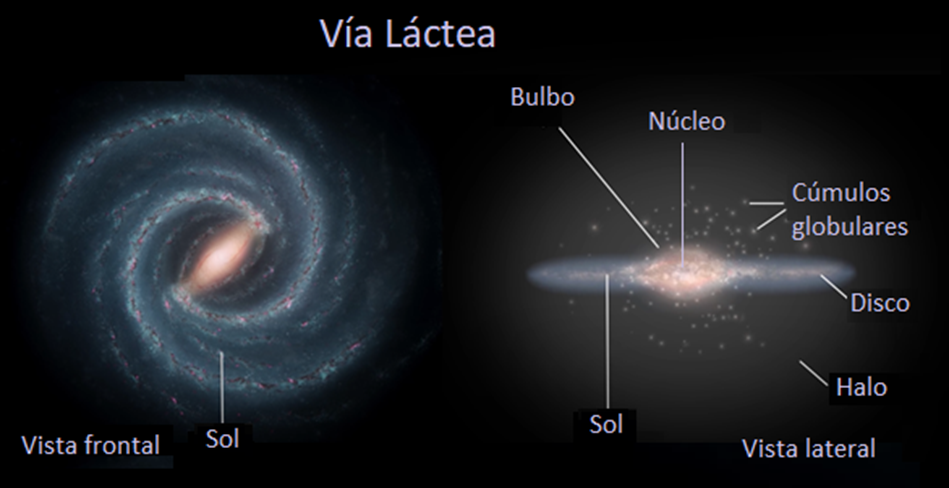 Vía Láctea
Bulbo
Núcleo
Cúmulos
globulares
Disco
Halo
Sol
Vista frontal
Sol
Vista lateral